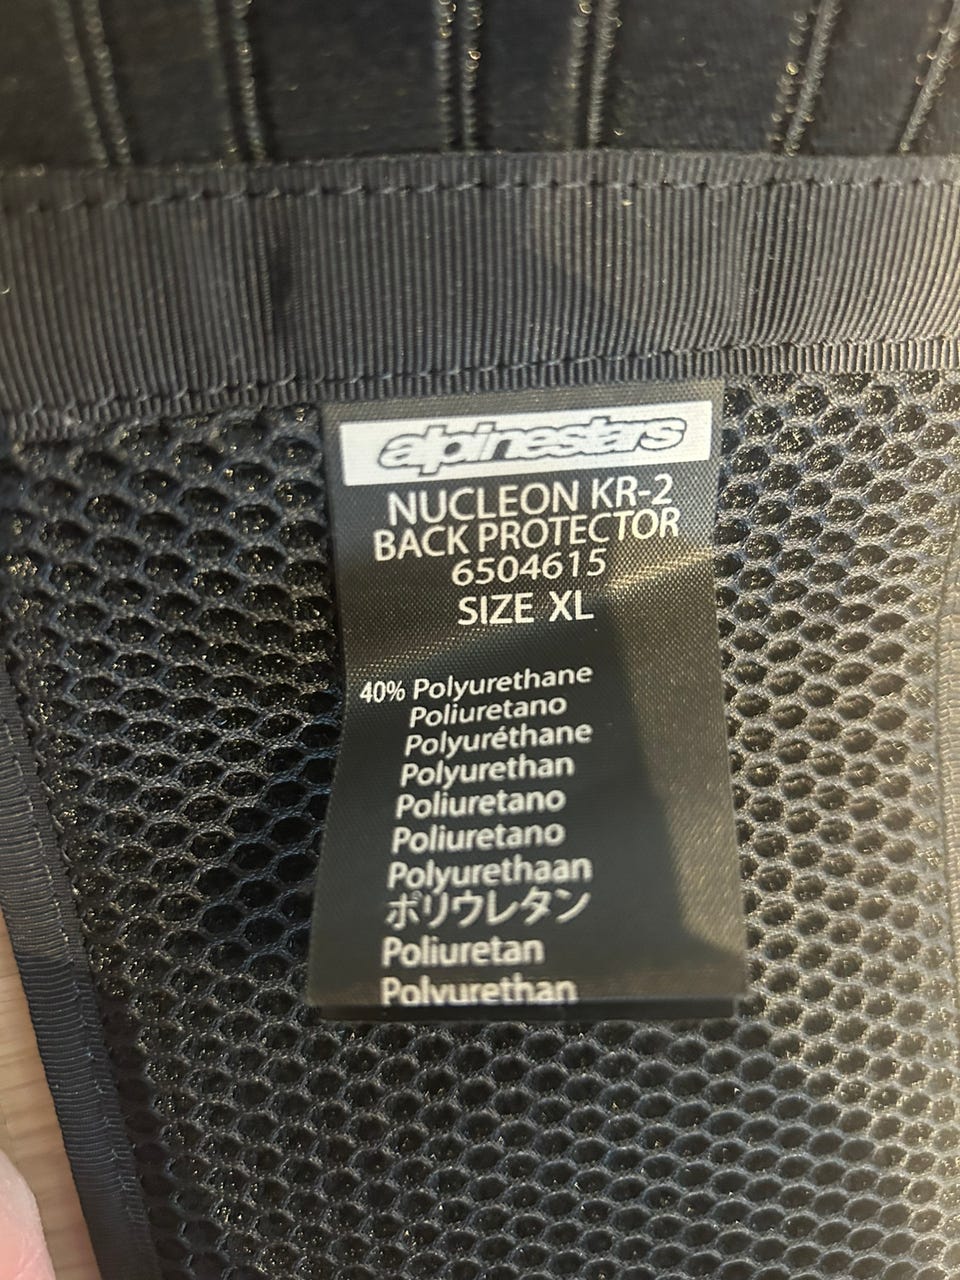 alpinestars
NUCLEON KR-2
BACK PROTECTOR
6504615
SIZE XL
40% Polyurethane
Poliuretano
Polyuréthane
Polyurethan
Poliuretano
Poliuretano
Polyurethaan
ポリウレタン
Poliuretan
Polyurethan